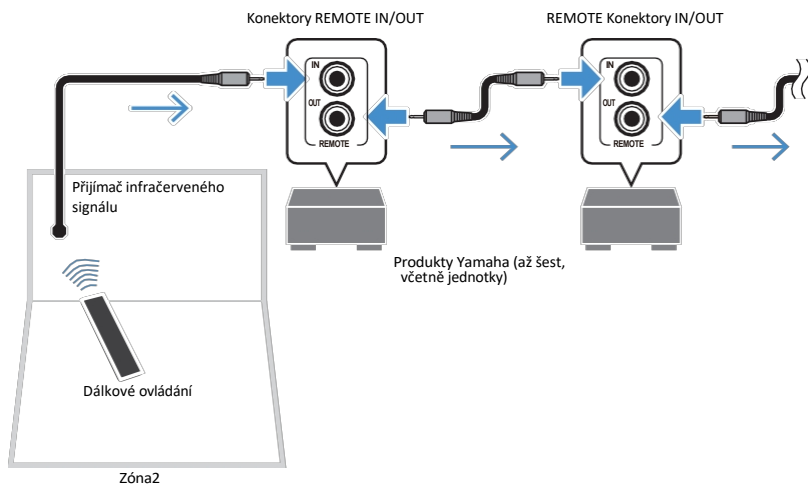 Konektory REMOTE IN/OUT
REMOTE Konektory IN/OUT
IN
OUT
REMOTE
IN
OUT
REMOTE
Přijímač infračerveného
signálu
Produkty Yamaha (až šest,
včetně jednotky)
Dálkové ovládání
Zóna2